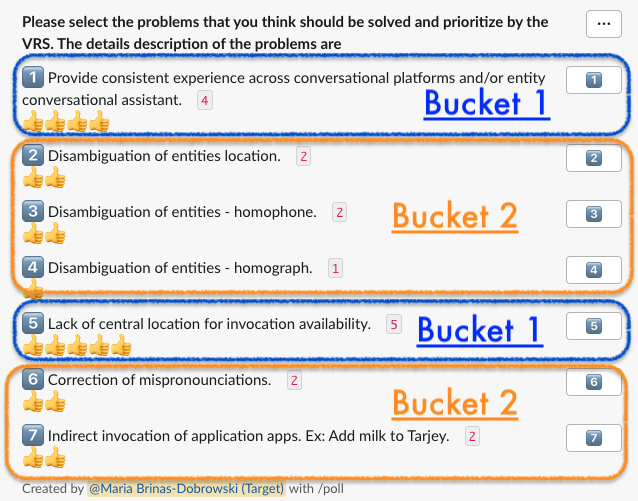 Please select the problems that you think should be solved and prioritize by the
VRS. The details description of the problems are
...
1 Provide consistent experience across conversational platforms and/or entity
conversational assistant. 4
1
Bucket 1
2 Disambiguation of entities location. 2
2
3 Disambiguation of entities - homophone. 2
3
Bucket 2
4 Disambiguation of entities - homograph. 1
4
5 Lack of central location for invocation availability. 5
5
Bucket 1
6 Correction of mispronounciations. 2
6
Bucket 2
7 Indirect invocation of application apps. Ex: Add milk to Tarjey. 2
7
Created by @Maria Brinas-Dobrowski (Target) with /poll